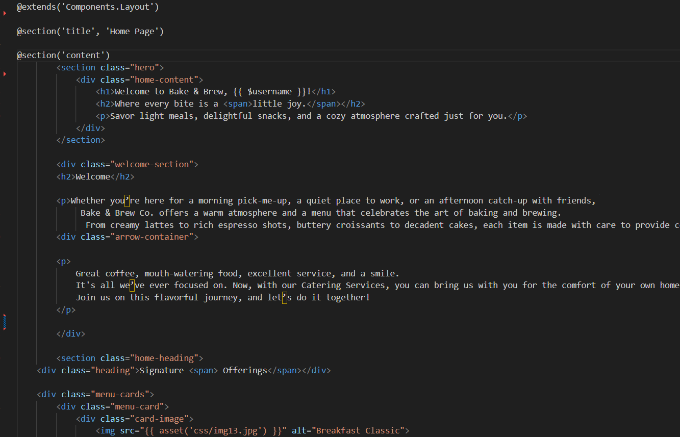 @extends('Components.Layout')
@section('title', 'Home Page')
@section('content')
<section class="hero">
<div class="home-content">
<h1>Welcome to Bake & Brew, {{ $username }}!</h1>
<h2>Where every bite is a <span>little joy.</span></h2>
<p>Savor light meals, delightful snacks, and a cozy atmosphere crafted just for you.</p>
</div>
</section>
<div class="welcome-section">
<h2>Welcome</h2>
<p>Whether you’re here for a morning pick-me-up, a quiet place to work, or an afternoon catch-up with friends,
Bake & Brew Co. offers a warm atmosphere and a menu that celebrates the art of baking and brewing.
From creamy lattes to rich espresso shots, buttery croissants to decadent cakes, each item is made with care to provide c
<div class="arrow-container">
<p>
Great coffee, mouth-watering food, excellent service, and a smile.
It's all we’ve ever focused on. Now, with our Catering Services, you can bring us with you for the comfort of your own home
Join us on this flavorful journey, and let’s do it together!
</p>
</div>
<section class="home-heading">
<div class="heading">Signature <span> Offerings</span></div>
<div class="menu-cards">
<div class="menu-card">
<div class="card-image">
<img src="{{ asset('css/img13.jpg') }}" alt="Breakfast Classic">